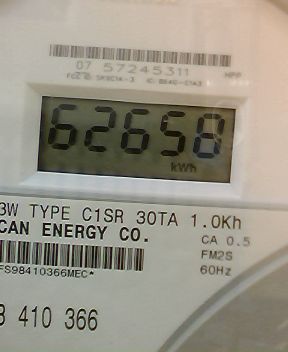 07 57245311
62658
kWh
3W TYPE C1SR 30TA 1.0Kh
CAN ENERGY CO.
CA 0.5
FM2S
60Hz
FS98410366MEC*
3 410 366